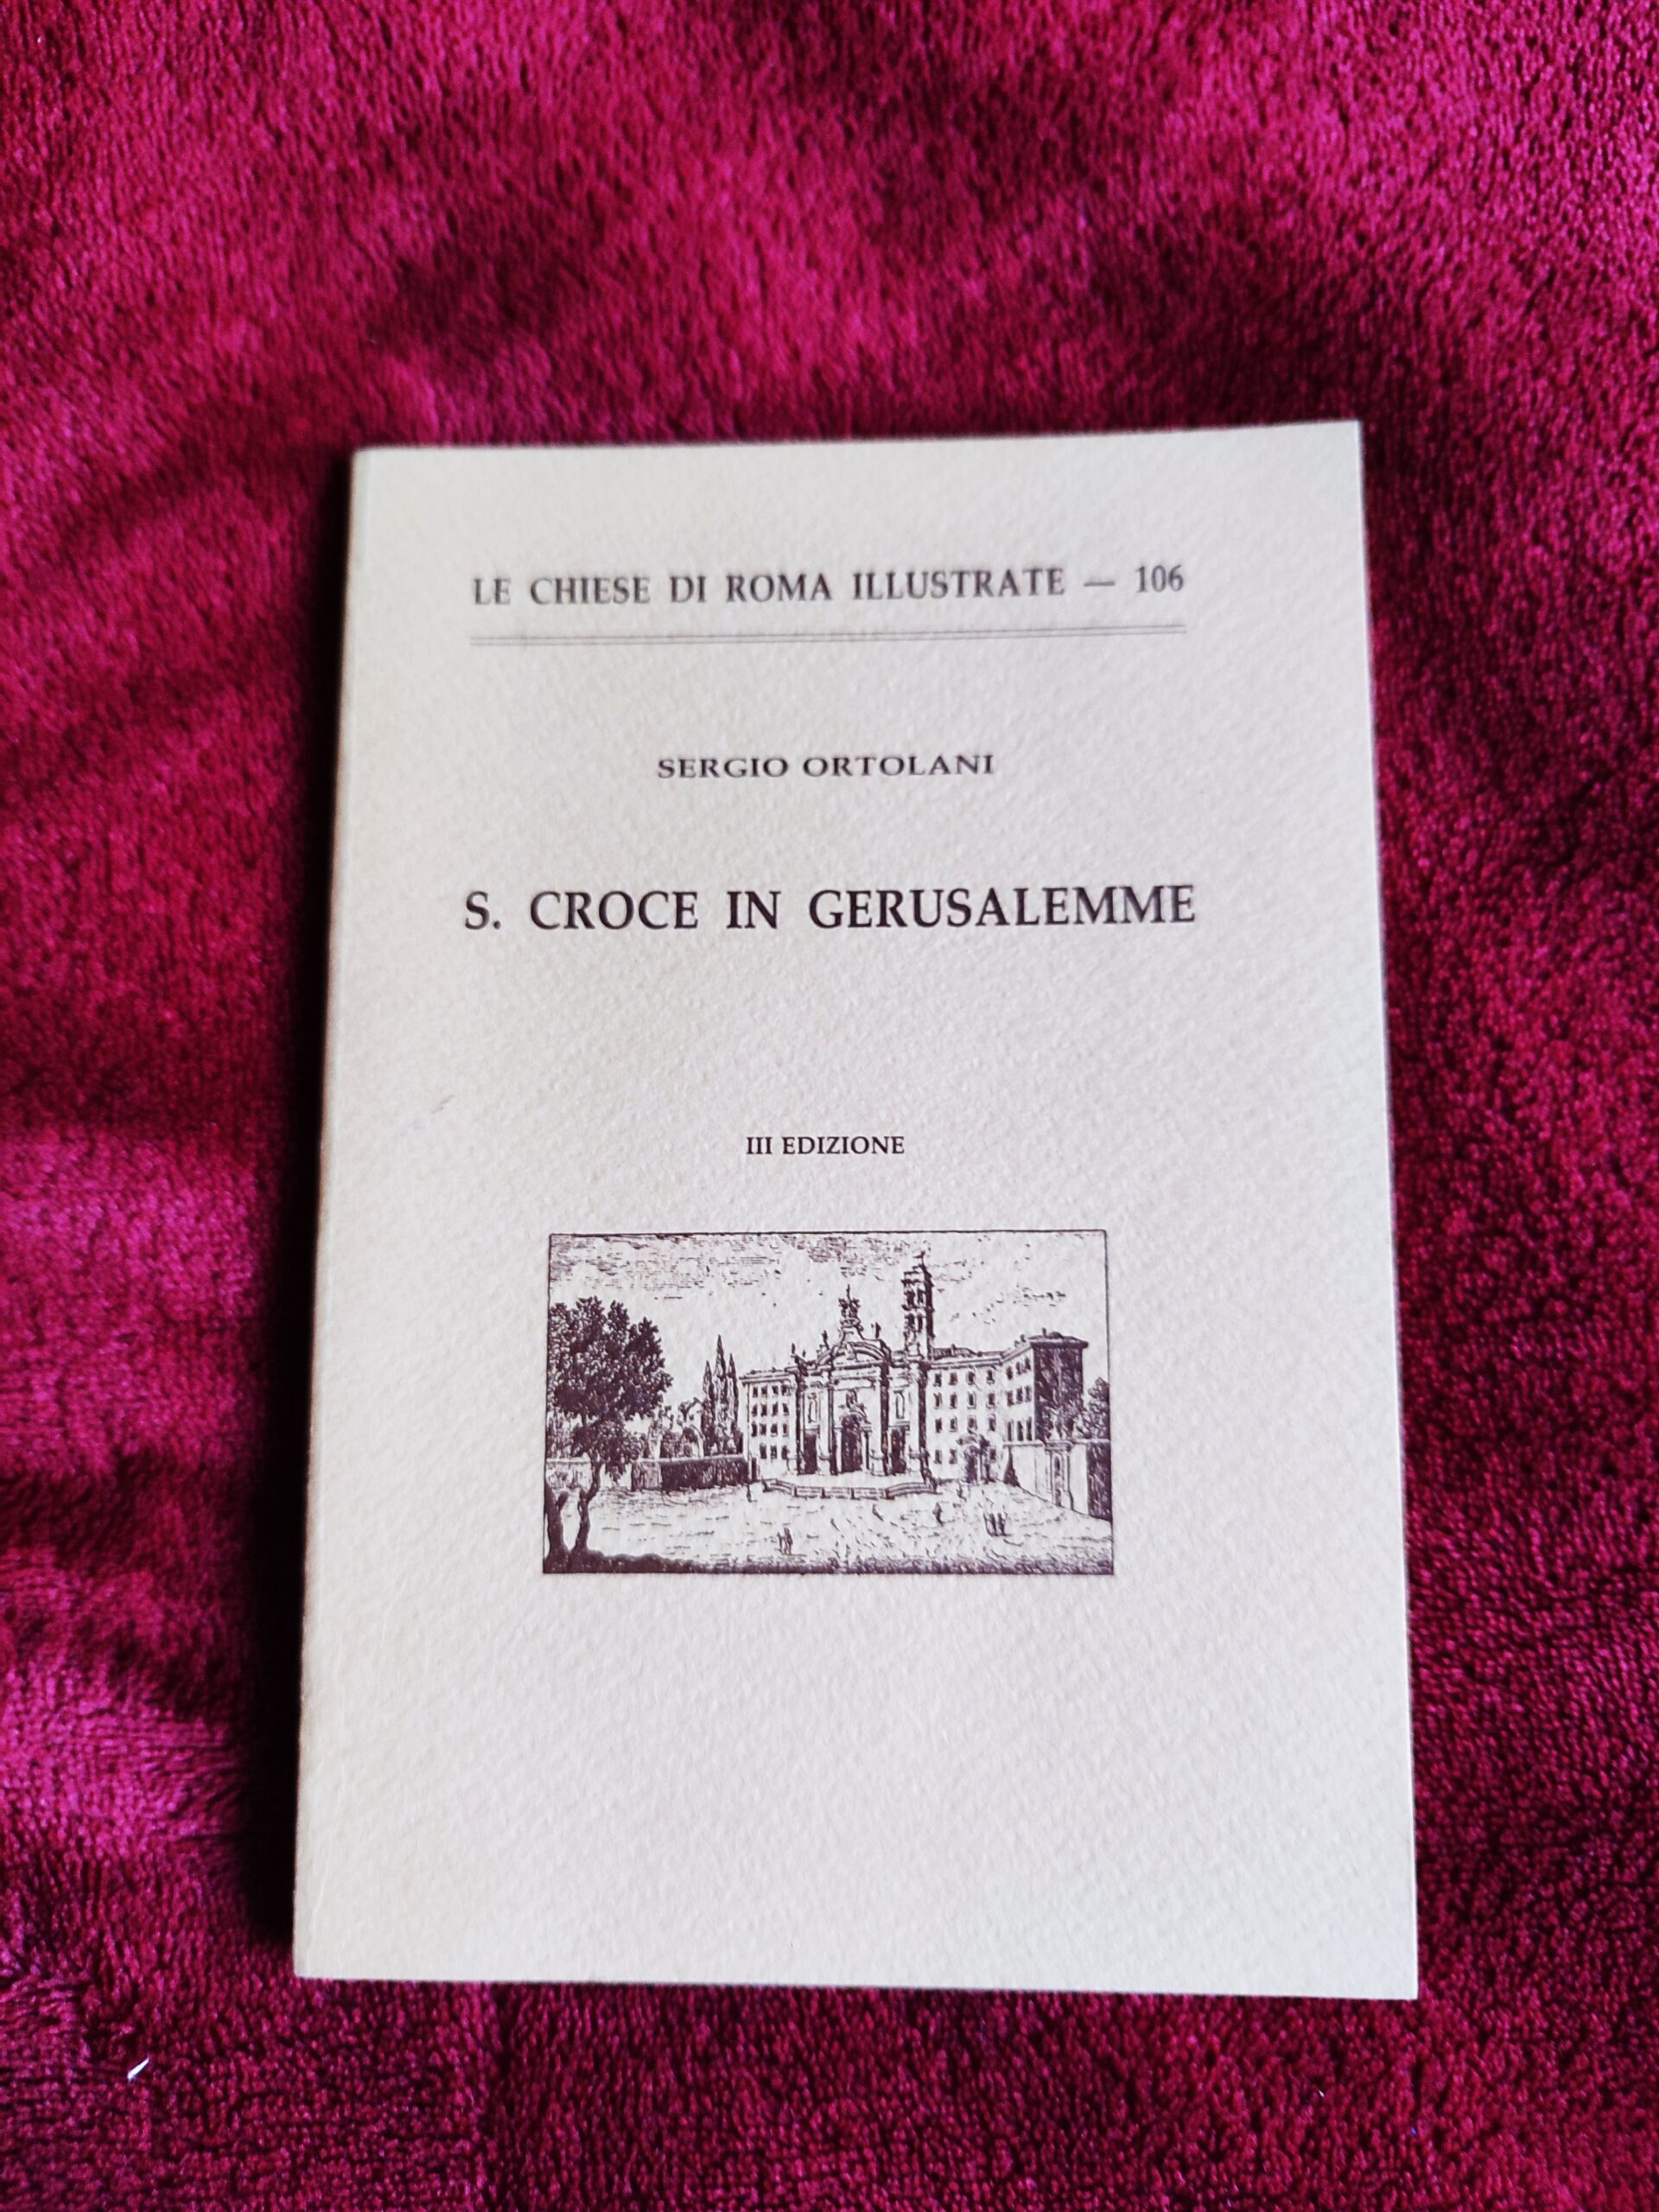 LE CHIESE DI ROMA ILLUSTRATE — 106
SERGIO ORTOLANI
S. CROCE IN GERUSALEMME
III EDIZIONE